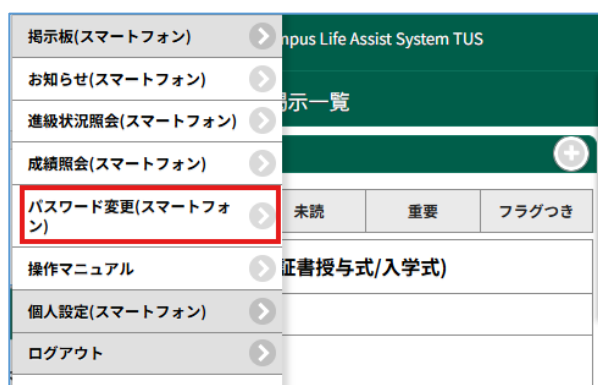 掲示板(スマートフォン)
お知らせ(スマートフォン)
進級状況照会(スマートフォン)
成績照会(スマートフォン)
パスワード変更(スマートフォ
ン)
操作マニュアル
個人設定(スマートフォン)
ログアウト
mpus Life Assist System TUS
示一覧
未読
重要
フラグつき
証書授与式/入学式)